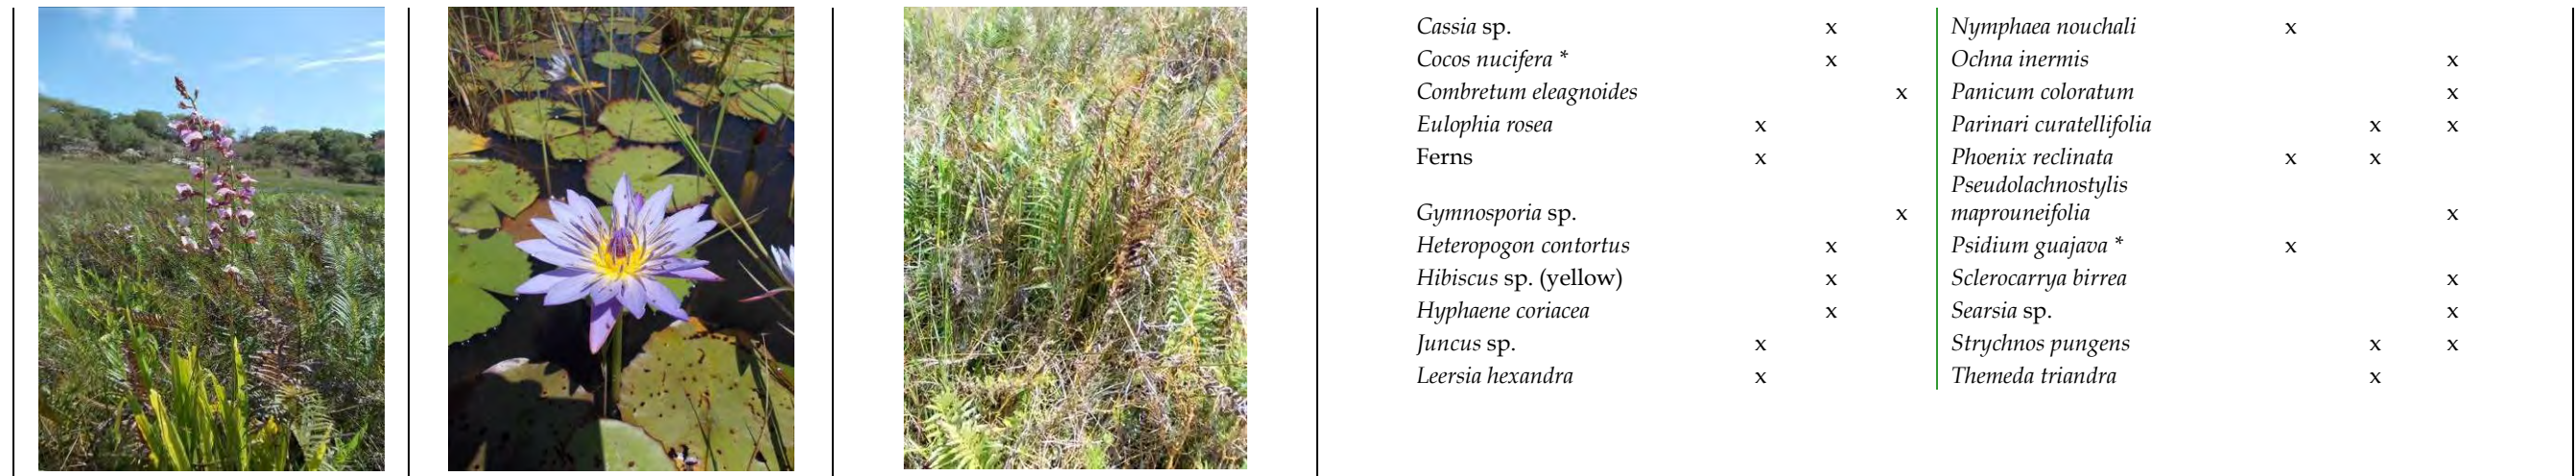 Cassia sp. x
Cocos nucifera * x
Combretum eleagnoides x
Eulophia rosea x
Ferns x
Gymnosporia sp. x
Heteropogon contortus x
Hibiscus sp. (yellow) x
Hyphaene coriacea x
Juncus sp. x
Leersia hexandra x
Nymphaea nouchali x
Ochna inermis x
Panicum coloratum x
Parinari curatellifolia x x
Phoenix reclinata x x
Pseudolachnostylis
maprouneifolia x
Psidium guajava * x
Sclerocarrya birrea x
Searsia sp. x
Strychnos pungens x x
Themeda triandra x